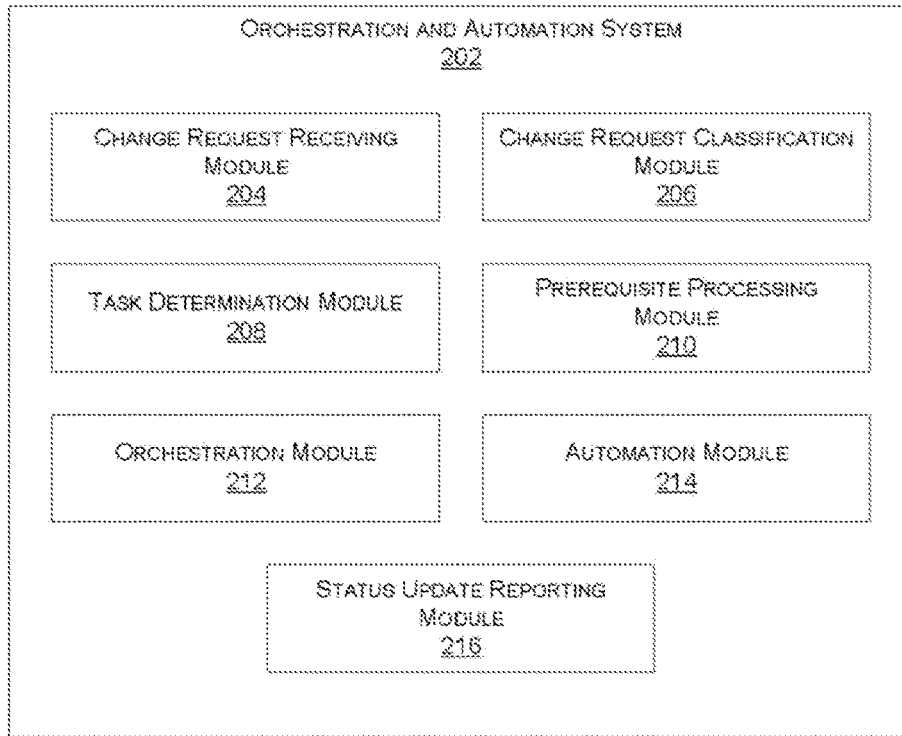 ORCHESTRATION AND AUTOMATION SYSTEM
202
CHANGE REQUEST RECEIVING
MODULE
204
CHANGE REQUEST CLASSIFICATION
MODULE
206
TASK DETERMINATION MODULE
208
PREREQUISITE PROCESSING
MODULE
210
ORCHESTRATION MODULE
212
AUTOMATION MODULE
214
STATUS UPDATE REPORTING
MODULE
216